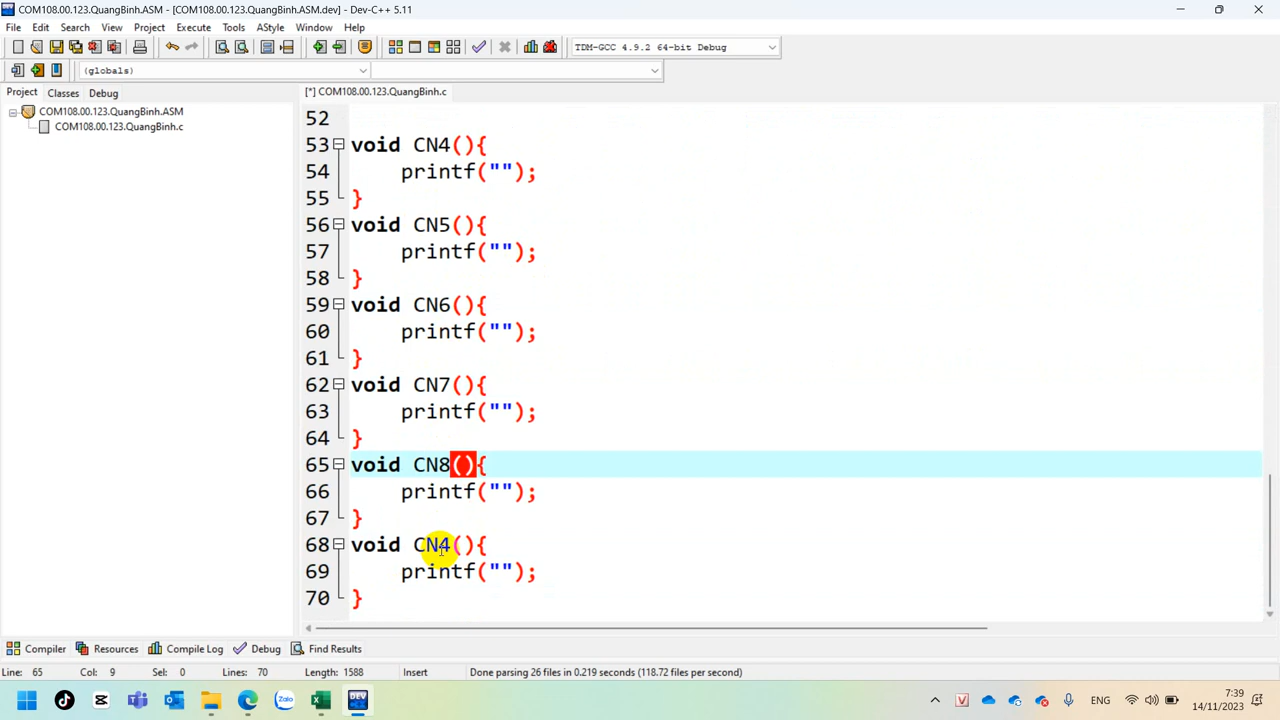 COM108.00.123.QuangBinh.ASM - [COM108.00.123.QuangBinh.ASM.dev] - Dev-C++ 5.11
File Edit Search View Project Execute Tools AStyle Window Help
TDM-GCC 4.9.2 64-bit Debug
(globals)
Project Classes Debug
[*] COM108.00.123.QuangBinh.c
COM108.00.123.QuangBinh.ASM
COM108.00.123.QuangBinh.c
52
53 void CN4(){
54 printf("");
55 }
56 void CN5(){
57 printf("");
58 }
59 void CN6(){
60 printf("");
61 }
62 void CN7(){
63 printf("");
64 }
65 void CN8(){
66 printf("");
67 }
68 void CN4(){
69 printf("");
70 }
Compiler Resources Compile Log Debug Find Results
Line: 65 Col: 9 Sel: 0 Lines: 70 Length: 1588 Insert Done parsing 26 files in 0.219 seconds (118.72 files per second)
Zalo
DEV
V
ENG
7:39
14/11/2023